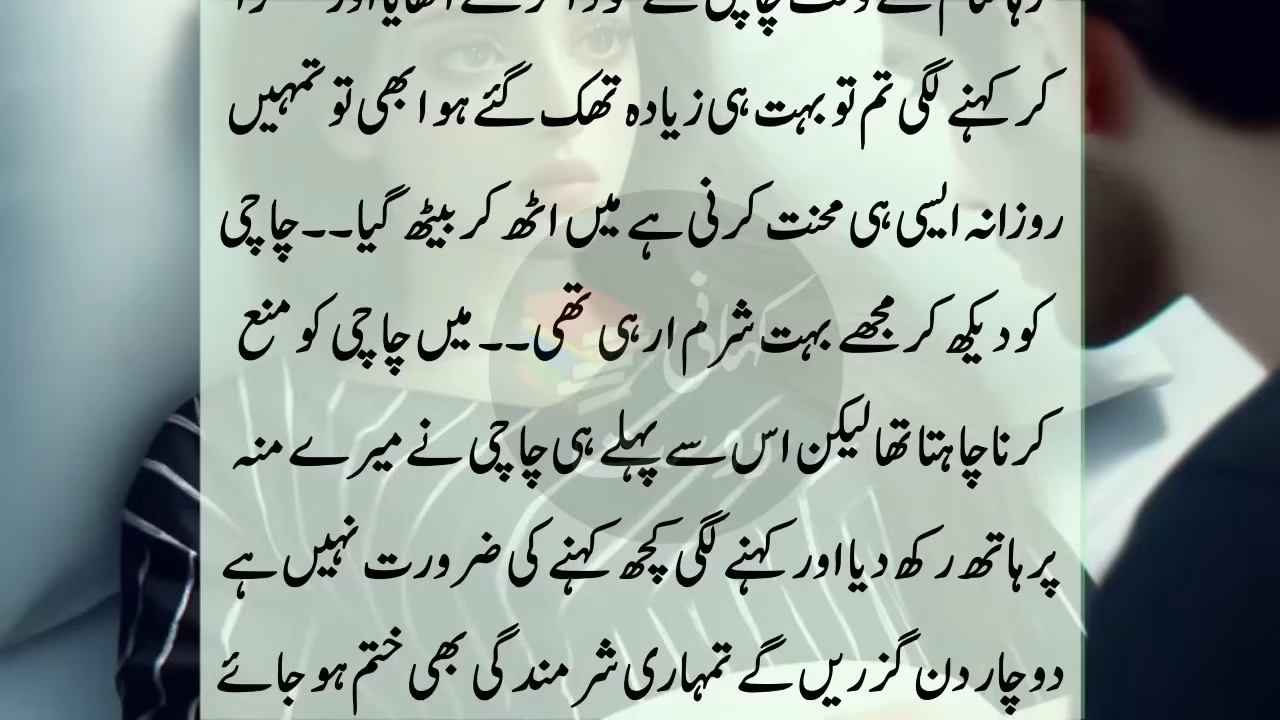 کر کہنے لگی تم تو بہت ہی زیادہ تھک گئے ہو ابھی تو تمہیں
روزانہ ایسی ہی محنت کرنی ہے میں اٹھ کر بیٹھ گیا۔۔چاچی
کو دیکھ کر مجھے بہت شرم ارہی تھی۔۔ میں چاچی کو منع
کرنا چاہتا تھا لیکن اس سے پہلے ہی چاچی نے میرے منہ
پر ہاتھ رکھ دیا اور کہنے لگی کچھ کہنے کی ضرورت نہیں ہے
دو چار دن گزریں گے تمہاری شرمندگی بھی ختم ہو جائے
کہانی